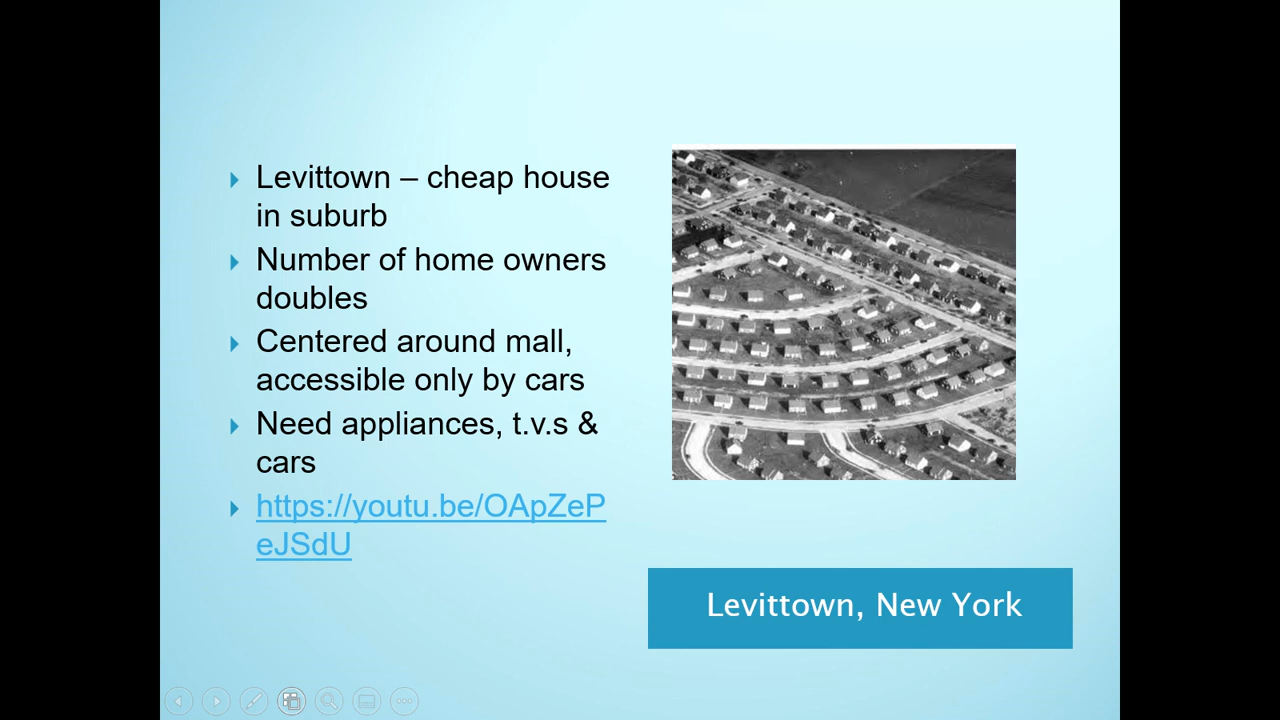 Levittown – cheap house
in suburb
Number of home owners
doubles
Centered around mall,
accessible only by cars
Need appliances, t.v.s &
cars
https://youtu.be/OApZeP
eJSdU
Levittown, New York